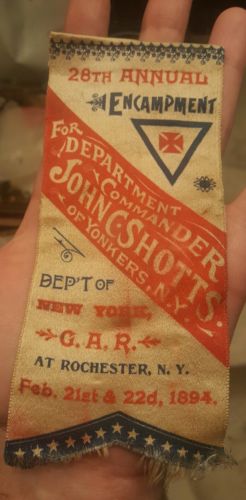 28TH ANNUAL
ENCAMPMENT
FOR
DEPARTMENT
COMMANDER
JOHN C. SHOTTS.
OF YONKERS, N.Y.
DEP'T OF
NEW YORK,
G. A. R.
AT ROCHESTER, N. Y.
Feb. 21st & 22d, 1894.